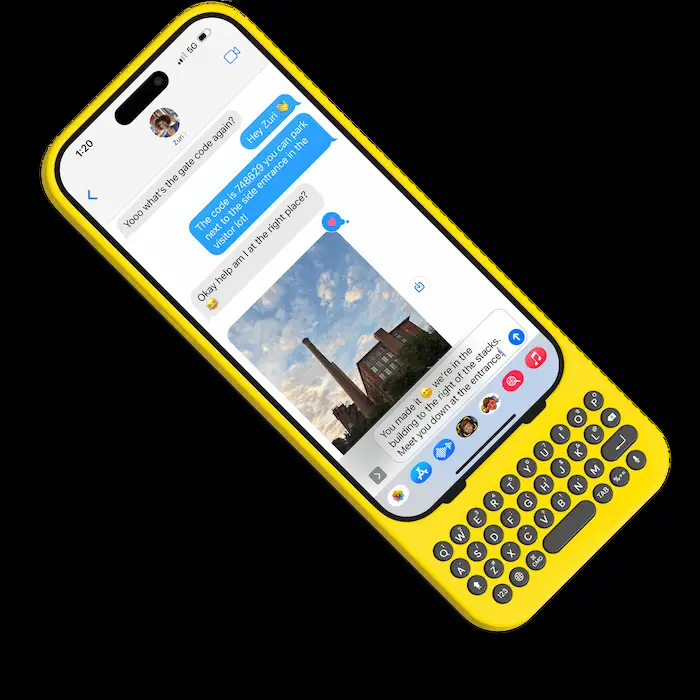 1:20
5G
Zuri
Hey Zuri 👋
Yooo what's the gate code again?
The code is 748629 you can park
next to the side entrance in the
visitor lot!
Okay help am I at the right place?
😅
You made it 😊 we're in the
building to the right of the stacks.
Meet you down at the entrance
Q W E R T Y U I O P
A S D F G H J K L
Z X C V B N M
123 ⌘ CMD TAB